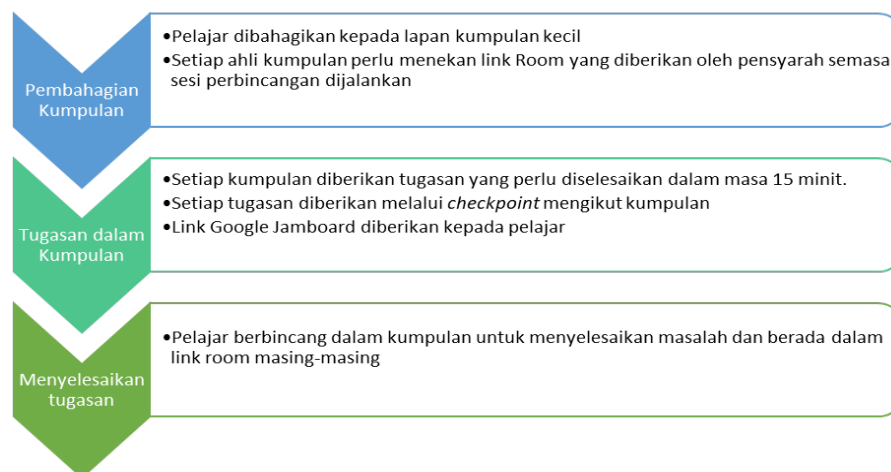 Pembahagian
Kumpulan
•Pelajar dibahagikan kepada lapan kumpulan kecil
•Setiap ahli kumpulan perlu menekan link Room yang diberikan oleh pensyarah semasa
sesi perbincangan dijalankan
Tugasan dalam
Kumpulan
•Setiap kumpulan diberikan tugasan yang perlu diselesaikan dalam masa 15 minit.
•Setiap tugasan diberikan melalui checkpoint mengikut kumpulan
•Link Google Jamboard diberikan kepada pelajar
Menyelesaikan
tugasan
•Pelajar berbincang dalam kumpulan untuk menyelesaikan masalah dan berada dalam
link room masing-masing